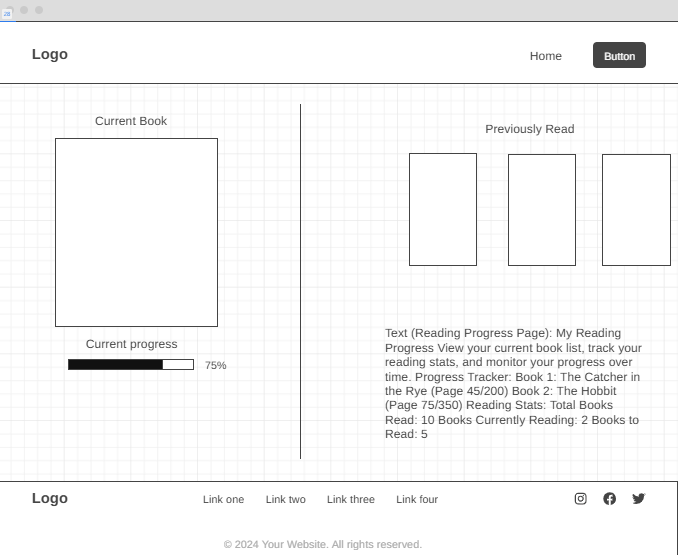 Logo
Home
Button
Current Book
Previously Read
Current progress
75%
Text (Reading Progress Page): My Reading
Progress View your current book list, track your
reading stats, and monitor your progress over
time. Progress Tracker: Book 1: The Catcher in
the Rye (Page 45/200) Book 2: The Hobbit
(Page 75/350) Reading Stats: Total Books
Read: 10 Books Currently Reading: 2 Books to
Read: 5
Logo
Link one
Link two
Link three
Link four
© 2024 Your Website. All rights reserved.